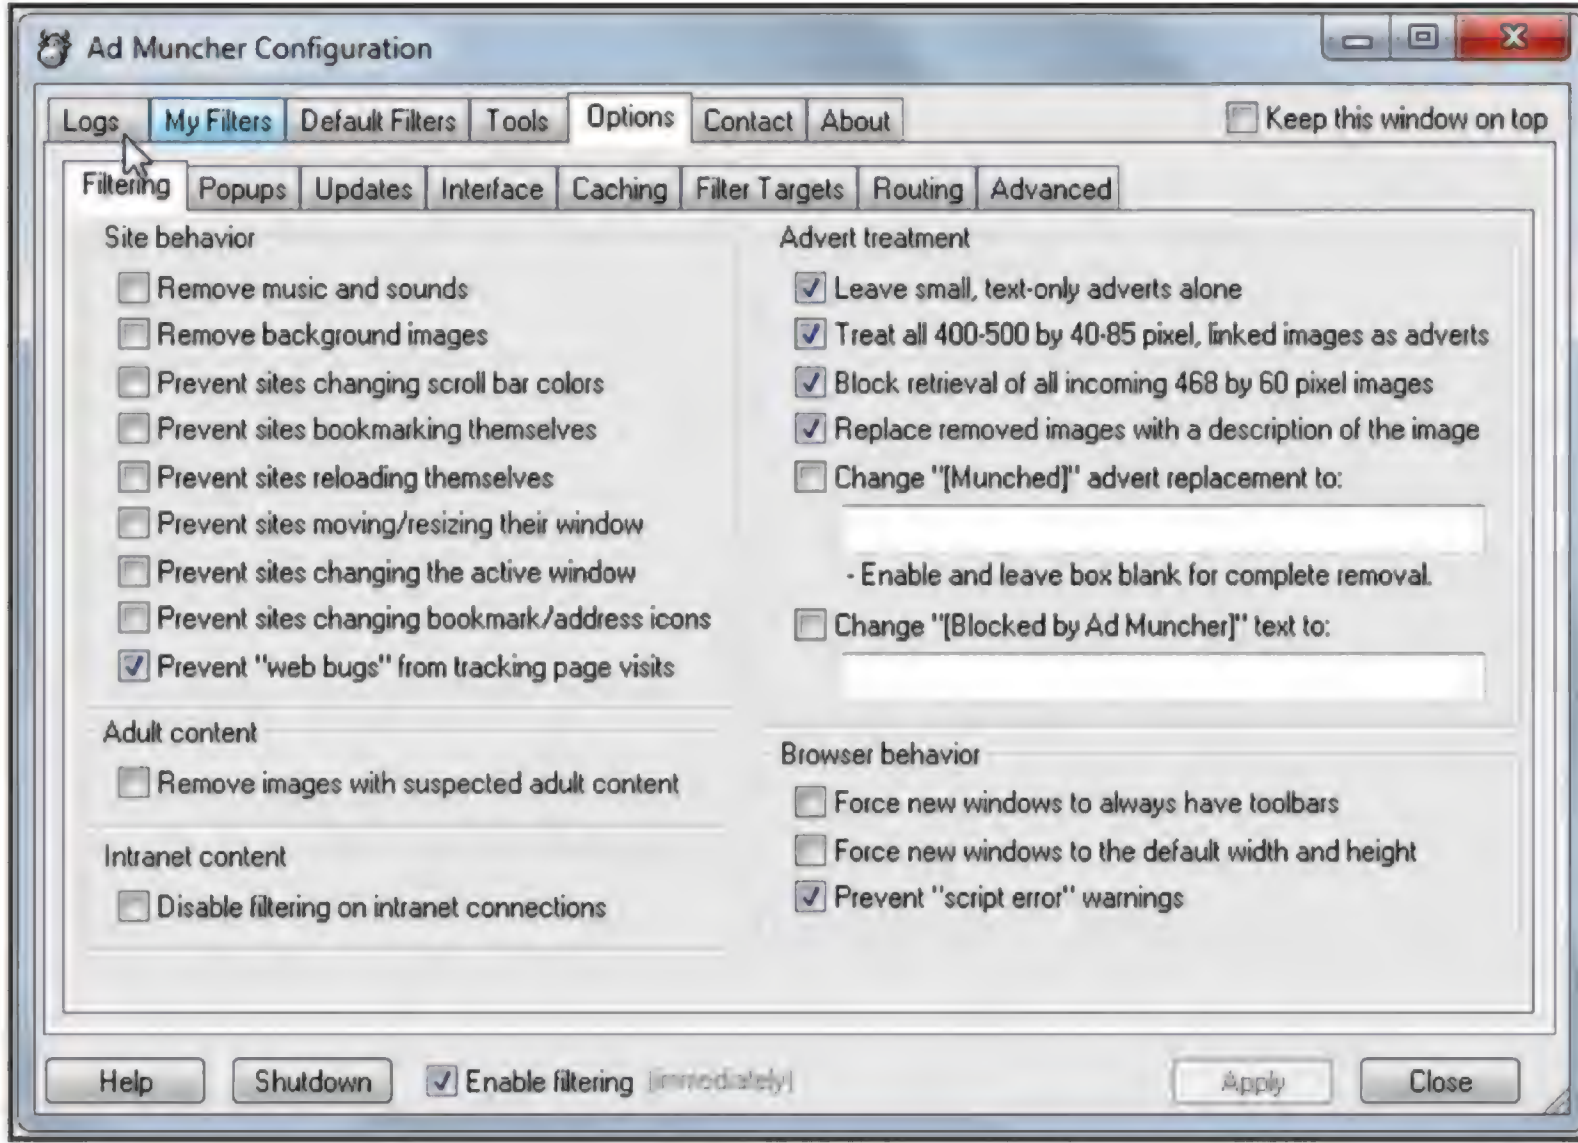 Ad Muncher Configuration
Logs My Filters Default Filters Tools Options Contact About Keep this window on top
Filtering Popups Updates Interface Caching Filter Targets Routing Advanced
Site behavior
Remove music and sounds
Remove background images
Prevent sites changing scroll bar colors
Prevent sites bookmarking themselves
Prevent sites reloading themselves
Prevent sites moving/resizing their window
Prevent sites changing the active window
Prevent sites changing bookmark/address icons
Prevent "web bugs" from tracking page visits
Adult content
Remove images with suspected adult content
Intranet content
Disable filtering on intranet connections
Advert treatment
Leave small, text-only adverts alone
Treat all 400-500 by 40-85 pixel, linked images as adverts
Block retrieval of all incoming 468 by 60 pixel images
Replace removed images with a description of the image
Change "[Munched]" advert replacement to:
- Enable and leave box blank for complete removal.
Change "[Blocked by Ad Muncher]" text to:
Browser behavior
Force new windows to always have toolbars
Force new windows to the default width and height
Prevent "script error" warnings
Help Shutdown Enable filtering (immediately) Apply Close